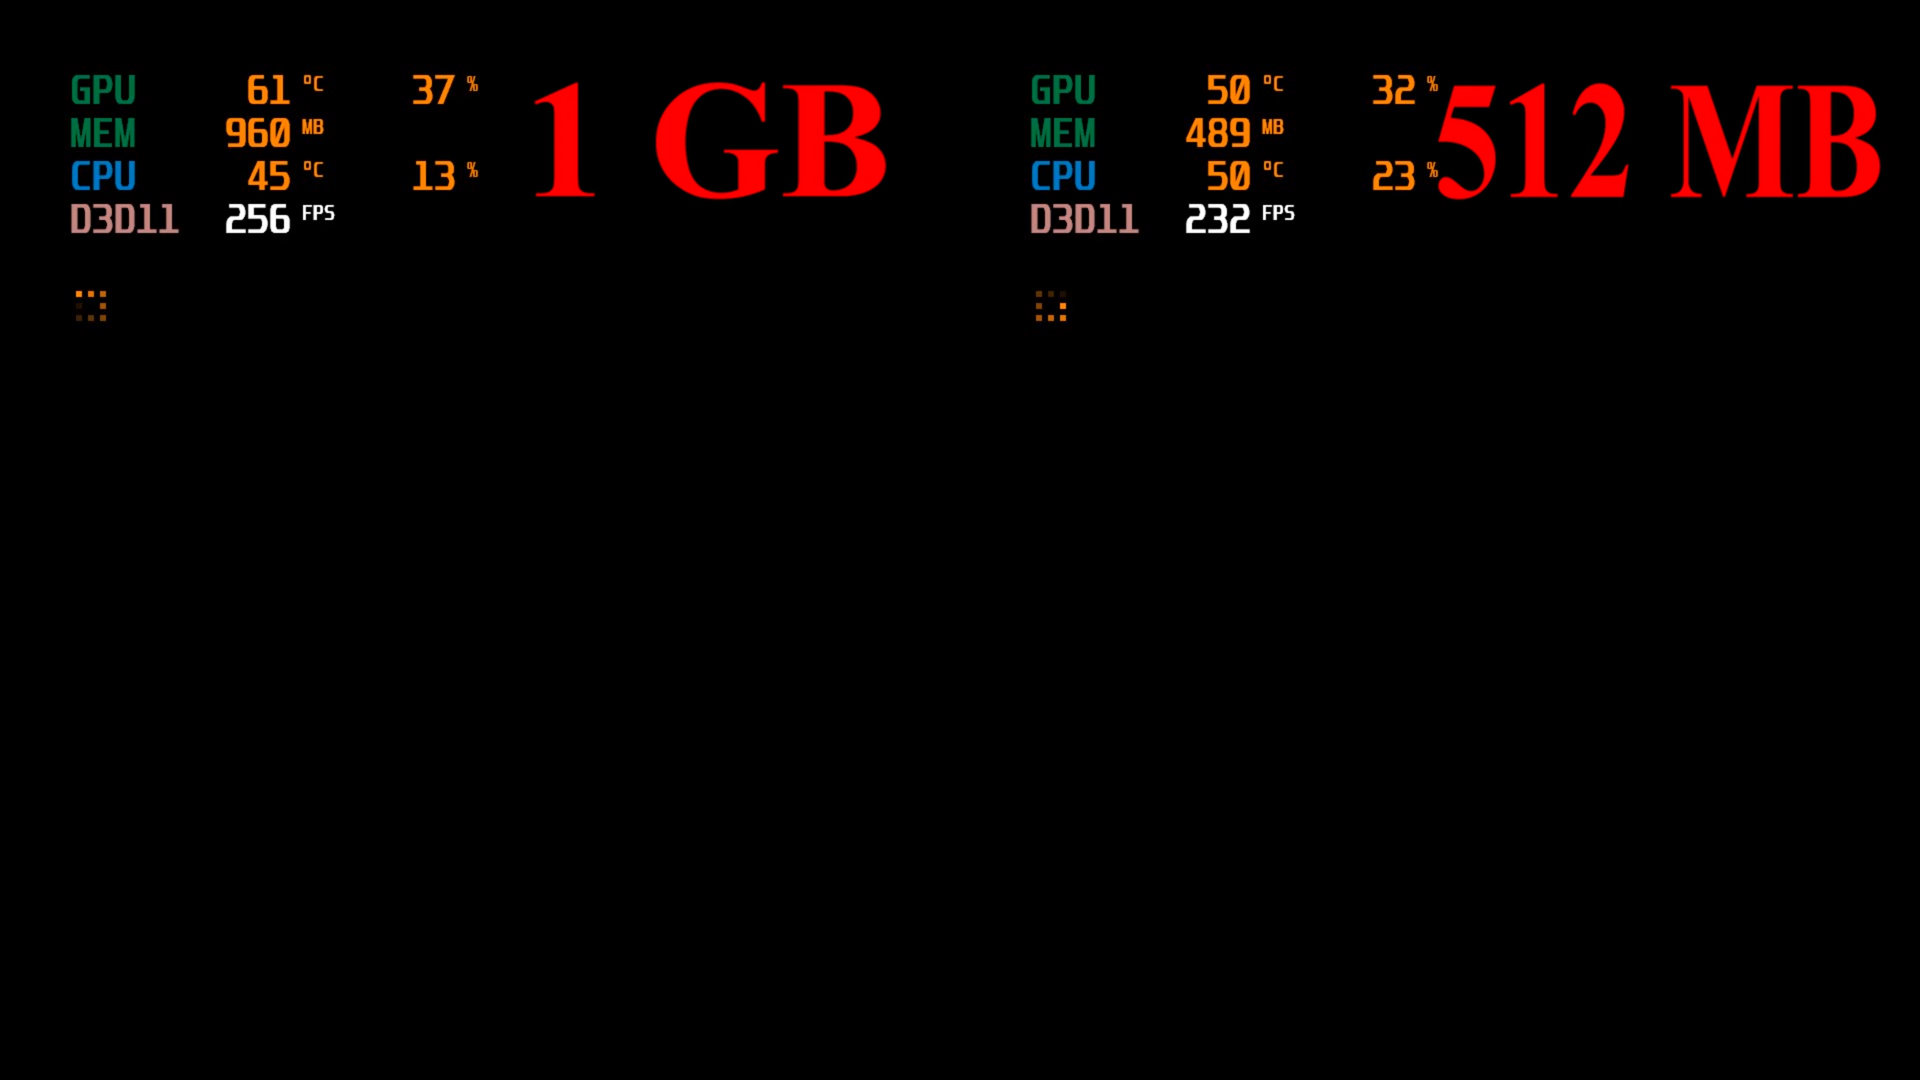 GPU 61 °C 37 %
MEM 960 MB
CPU 45 °C 13 %
D3D11 256 FPS
1 GB
GPU 50 °C 32 %
MEM 489 MB
CPU 50 °C 23 %
D3D11 232 FPS
512 MB